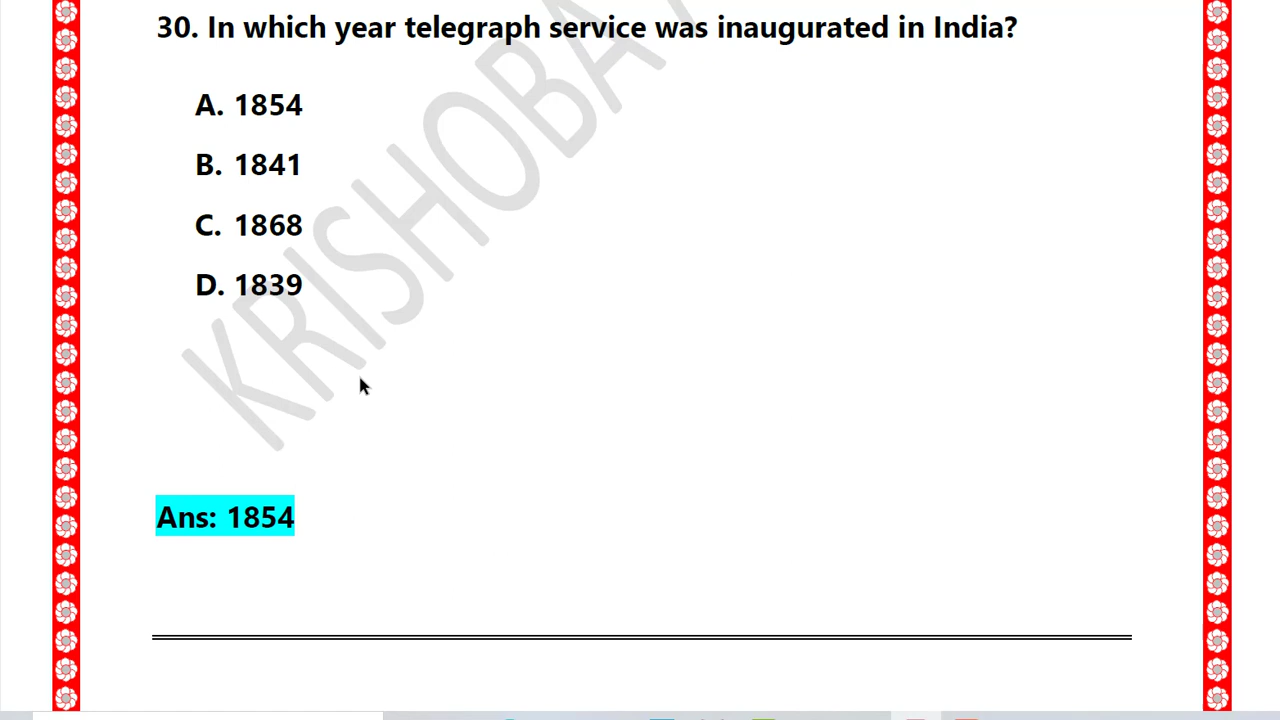 30. In which year telegraph service was inaugurated in India?
A. 1854
B. 1841
C. 1868
D. 1839
KRISHOBA
Ans: 1854